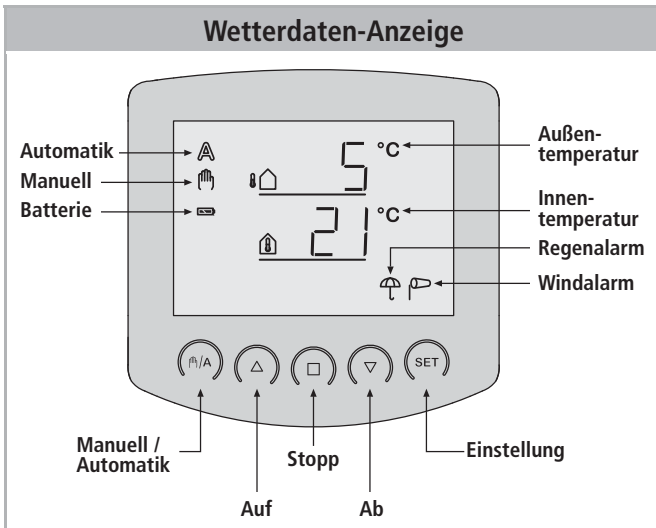 Wetterdaten-Anzeige
Automatik
Manuell
Batterie
5 °C
21 °C
Außen-
temperatur
Innen-
temperatur
Regenalarm
Windalarm
/A
SET
Manuell /
Automatik
Auf
Stopp
Ab
Einstellung